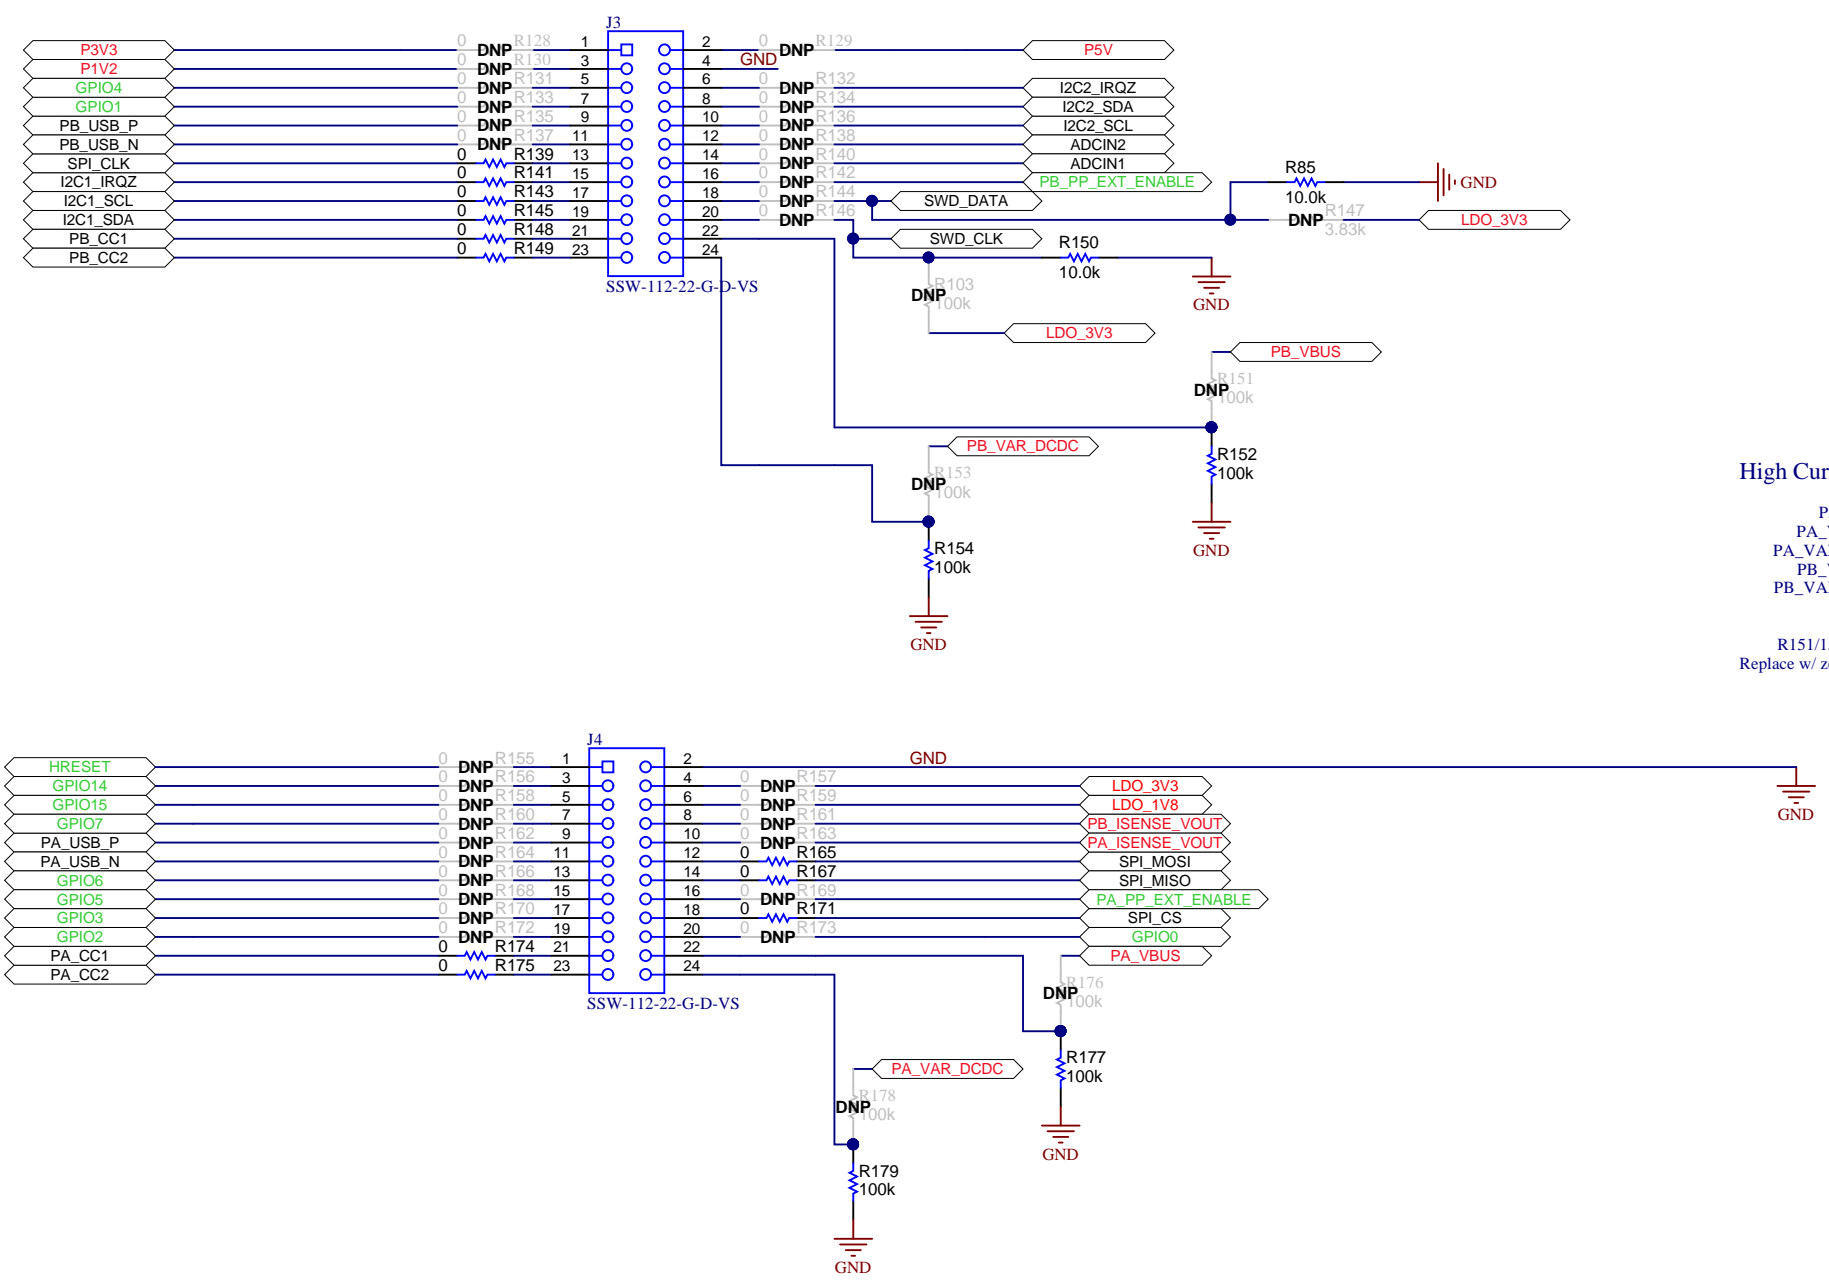 J3
P3V3 0 DNP R128 1 2 0 DNP R129 P5V
P1V2 0 DNP R130 3 4 GND
GPIO4 0 DNP R131 5 6 0 DNP R132 I2C2_IRQZ
GPIO1 0 DNP R133 7 8 0 DNP R134 I2C2_SDA
PB_USB_P 0 DNP R135 9 10 0 DNP R136 I2C2_SCL
PB_USB_N 0 DNP R137 11 12 0 DNP R138 ADCIN2
SPI_CLK 0 R139 13 14 0 DNP R140 ADCIN1
I2C1_IRQZ 0 R141 15 16 0 DNP R142 PB_PP_EXT_ENABLE
I2C1_SCL 0 R143 17 18 0 DNP R144 SWD_DATA
I2C1_SDA 0 R145 19 20 0 DNP R146
PB_CC1 0 R148 21 22 SWD_CLK
PB_CC2 0 R149 23 24
SSW-112-22-G-D-VS
R85
10.0k
GND
DNP R147
3.83k
LDO_3V3
R150
10.0k
GND
DNP R103
100k
LDO_3V3
PB_VBUS
DNP R151
100k
R152
100k
GND
PB_VAR_DCDC
DNP R153
100k
R154
100k
GND
High Cur
P
PA_
PA_VA
PB_
PB_VA
R151/1
Replace w/ z
J4
HRESET 0 DNP R155 1 2 GND
GPIO14 0 DNP R156 3 4 0 DNP R157 LDO_3V3
GPIO15 0 DNP R158 5 6 0 DNP R159 LDO_1V8
GPIO7 0 DNP R160 7 8 0 DNP R161 PB_ISENSE_VOUT
PA_USB_P 0 DNP R162 9 10 0 DNP R163 PA_ISENSE_VOUT
PA_USB_N 0 DNP R164 11 12 0 R165 SPI_MOSI
GPIO6 0 DNP R166 13 14 0 R167 SPI_MISO
GPIO5 0 DNP R168 15 16 0 DNP R169 PA_PP_EXT_ENABLE
GPIO3 0 DNP R170 17 18 0 R171 SPI_CS
GPIO2 0 DNP R172 19 20 0 DNP R173 GPIO0
PA_CC1 0 R174 21 22 PA_VBUS
PA_CC2 0 R175 23 24
SSW-112-22-G-D-VS
GND
DNP R176
100k
R177
100k
GND
PA_VAR_DCDC
DNP R178
100k
R179
100k
GND